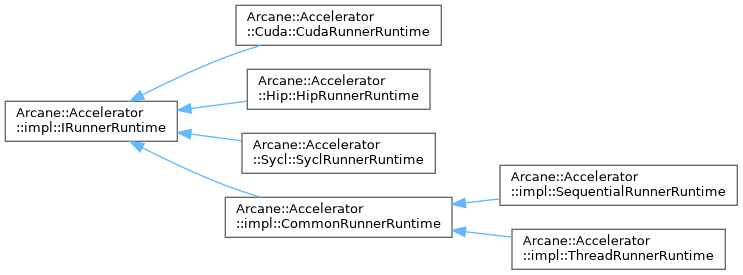 Arcane::Accelerator
::Cuda::CudaRunnerRuntime
Arcane::Accelerator
::Hip::HipRunnerRuntime
Arcane::Accelerator
::impl::IRunnerRuntime
Arcane::Accelerator
::Sycl::SyclRunnerRuntime
Arcane::Accelerator
::impl::SequentialRunnerRuntime
Arcane::Accelerator
::impl::CommonRunnerRuntime
Arcane::Accelerator
::impl::ThreadRunnerRuntime